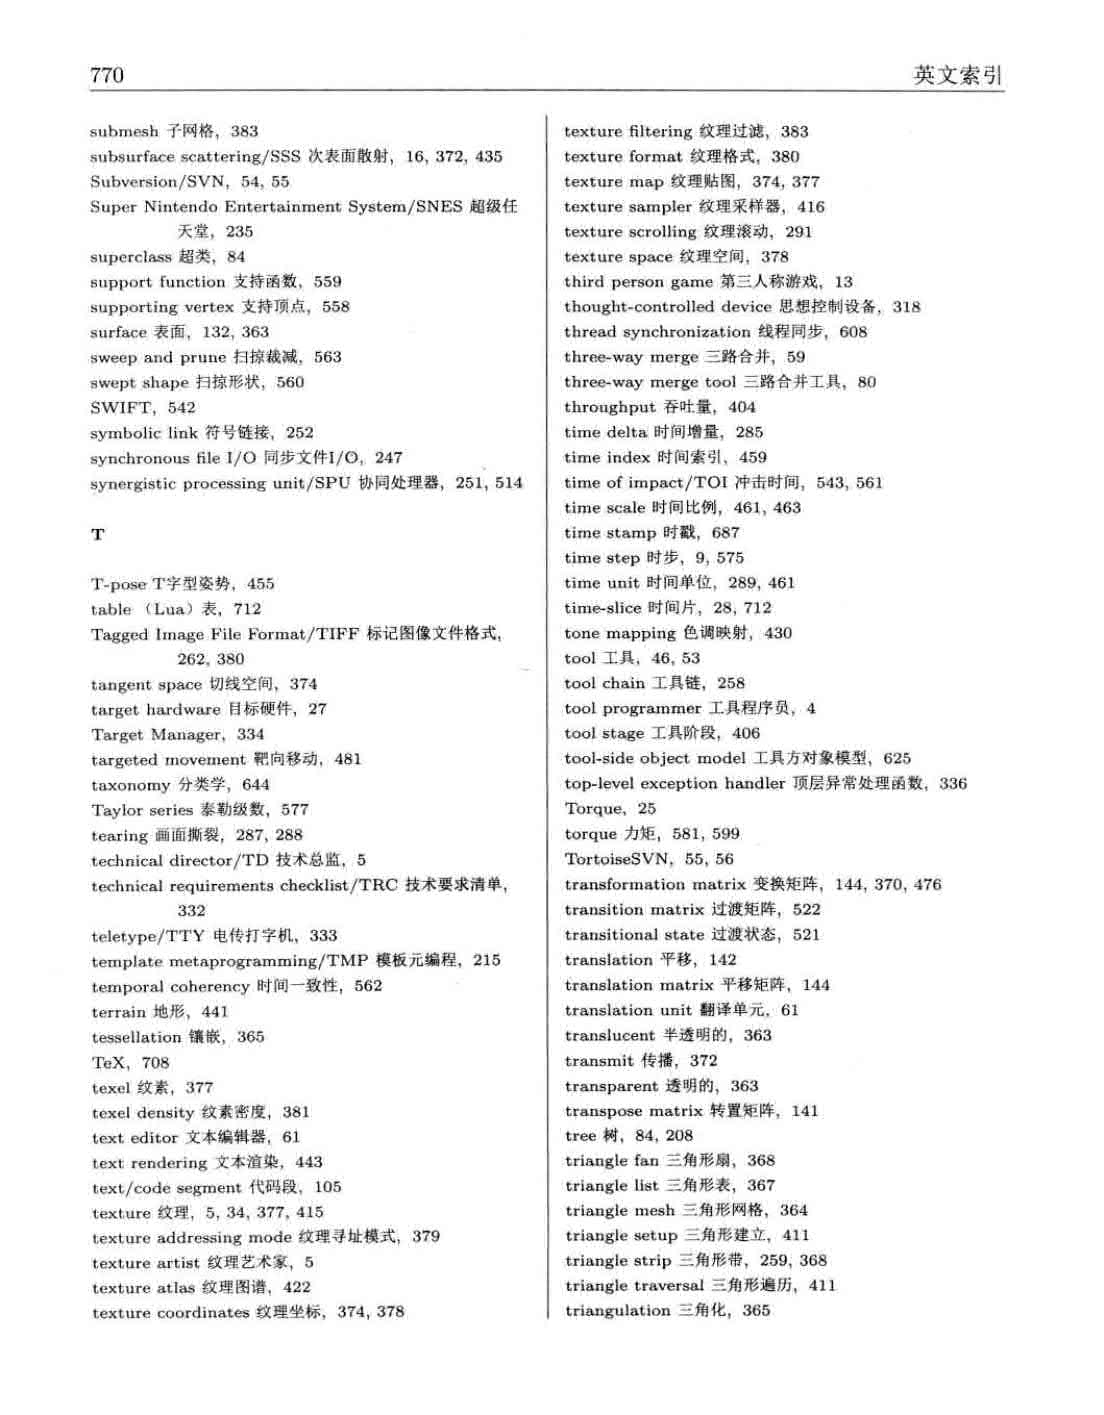 770
英文索引
submesh 子网格，383
subsurface scattering/SSS 次表面散射，16, 372, 435
Subversion/SVN，54, 55
Super Nintendo Entertainment System/SNES 超级任
天堂，235
superclass 超类，84
support function 支持函数，559
supporting vertex 支持顶点，558
surface 表面，132, 363
sweep and prune 扫掠裁减，563
swept shape 扫掠形状，560
SWIFT，542
symbolic link 符号链接，252
synchronous file I/O 同步文件I/O，247
synergistic processing unit/SPU 协同处理器，251, 514
T
T-pose T字型姿势，455
table （Lua）表，712
Tagged Image File Format/TIFF 标记图像文件格式，
262, 380
tangent space 切线空间，374
target hardware 目标硬件，27
Target Manager，334
targeted movement 靶向移动，481
taxonomy 分类学，644
Taylor series 泰勒级数，577
tearing 画面撕裂，287, 288
technical director/TD 技术总监，5
technical requirements checklist/TRC 技术要求清单，
332
teletype/TTY 电传打字机，333
template metaprogramming/TMP 模板元编程，215
temporal coherency 时间一致性，562
terrain 地形，441
tessellation 镶嵌，365
TeX，708
texel 纹素，377
texel density 纹素密度，381
text editor 文本编辑器，61
text rendering 文本渲染，443
text/code segment 代码段，105
texture 纹理，5, 34, 377, 415
texture addressing mode 纹理寻址模式，379
texture artist 纹理艺术家，5
texture atlas 纹理图谱，422
texture coordinates 纹理坐标，374, 378
texture filtering 纹理过滤，383
texture format 纹理格式，380
texture map 纹理贴图，374, 377
texture sampler 纹理采样器，416
texture scrolling 纹理滚动，291
texture space 纹理空间，378
third person game 第三人称游戏，13
thought-controlled device 思想控制设备，318
thread synchronization 线程同步，608
three-way merge 三路合并，59
three-way merge tool 三路合并工具，80
throughput 吞吐量，404
time delta 时间增量，285
time index 时间索引，459
time of impact/TOI 冲击时间，543, 561
time scale 时间比例，461, 463
time stamp 时戳，687
time step 时步，9, 575
time unit 时间单位，289, 461
time-slice 时间片，28, 712
tone mapping 色调映射，430
tool 工具，46, 53
tool chain 工具链，258
tool programmer 工具程序员，4
tool stage 工具阶段，406
tool-side object model 工具方对象模型，625
top-level exception handler 顶层异常处理函数，336
Torque，25
torque 力矩，581, 599
TortoiseSVN，55, 56
transformation matrix 变换矩阵，144, 370, 476
transition matrix 过渡矩阵，522
transitional state 过渡状态，521
translation 平移，142
translation matrix 平移矩阵，144
translation unit 翻译单元，61
translucent 半透明的，363
transmit 传播，372
transparent 透明的，363
transpose matrix 转置矩阵，141
tree 树，84, 208
triangle fan 三角形扇，368
triangle list 三角形表，367
triangle mesh 三角形网格，364
triangle setup 三角形建立，411
triangle strip 三角形带，259, 368
triangle traversal 三角形遍历，411
triangulation 三角化，365